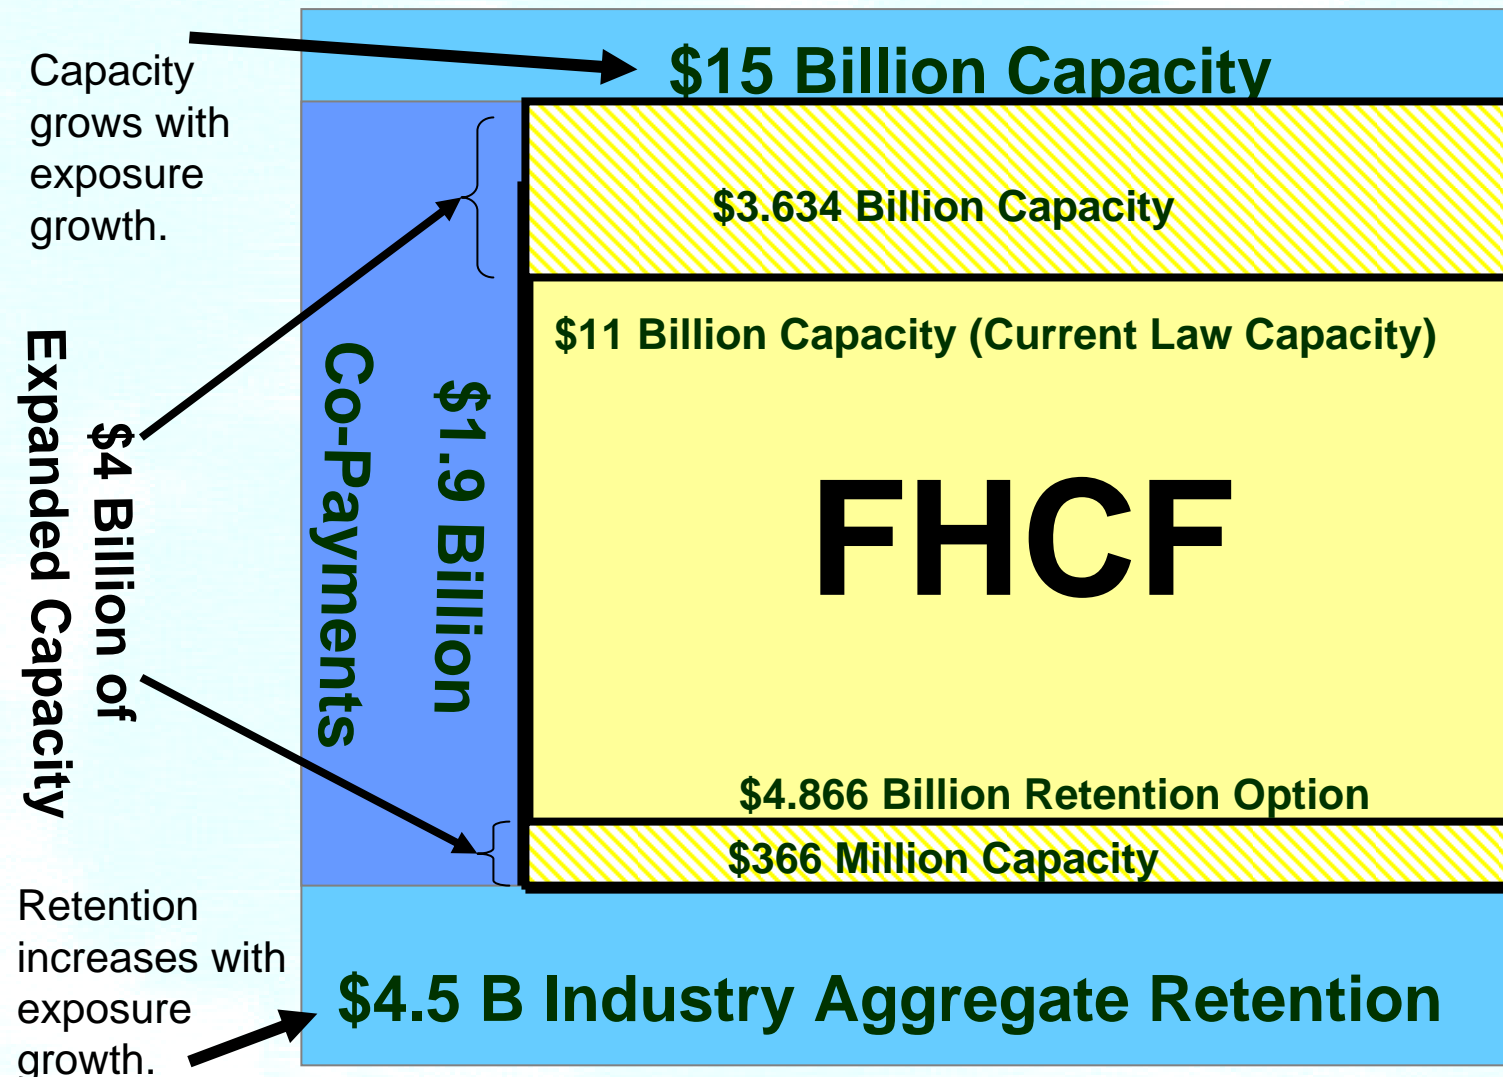 Capacity
grows with
exposure
growth.
$15 Billion Capacity
$3.634 Billion Capacity
$11 Billion Capacity (Current Law Capacity)
$4 Billion of
Expanded Capacity
$1.9 Billion
Co-Payments
FHCF
$4.866 Billion Retention Option
$366 Million Capacity
Retention
increases with
exposure
growth.
$4.5 B Industry Aggregate Retention